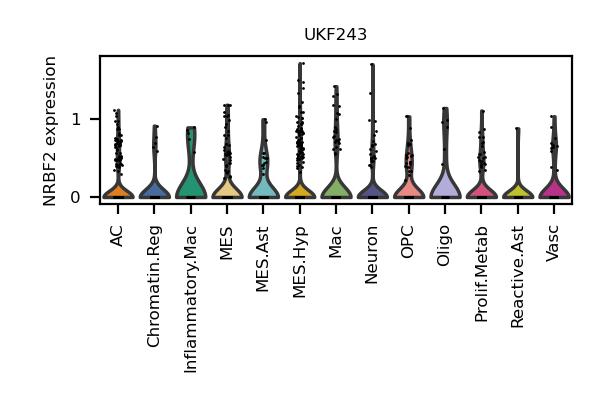 UKF243
NRBF2 expression
1
0
AC
Chromatin.Reg
Inflammatory.Mac
MES
MES.Ast
MES.Hyp
Mac
Neuron
OPC
Oligo
Prolif.Metab
Reactive.Ast
Vasc